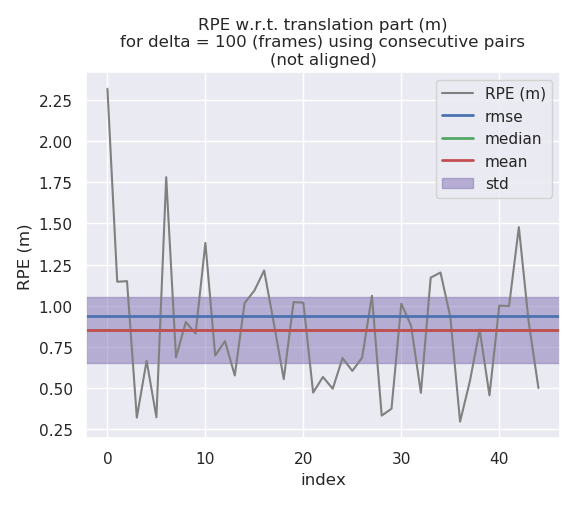 RPE w.r.t. translation part (m)
for delta = 100 (frames) using consecutive pairs
(not aligned)
RPE (m)
rmse
median
mean
std
2.25
2.00
1.75
1.50
1.25
1.00
0.75
0.50
0.25
RPE (m)
0 10 20 30 40
index